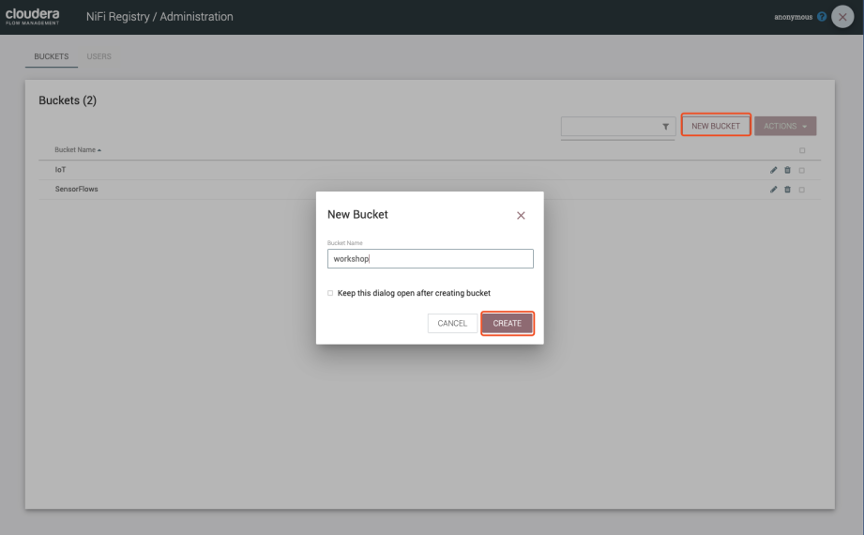 cloudera
FLOW MANAGEMENT
NiFi Registry / Administration
anonymous
BUCKETS USERS
Buckets (2)
NEW BUCKET ACTIONS
Bucket Name
IoT
SensorFlows
New Bucket
Bucket Name
workshop
Keep this dialog open after creating bucket
CANCEL CREATE